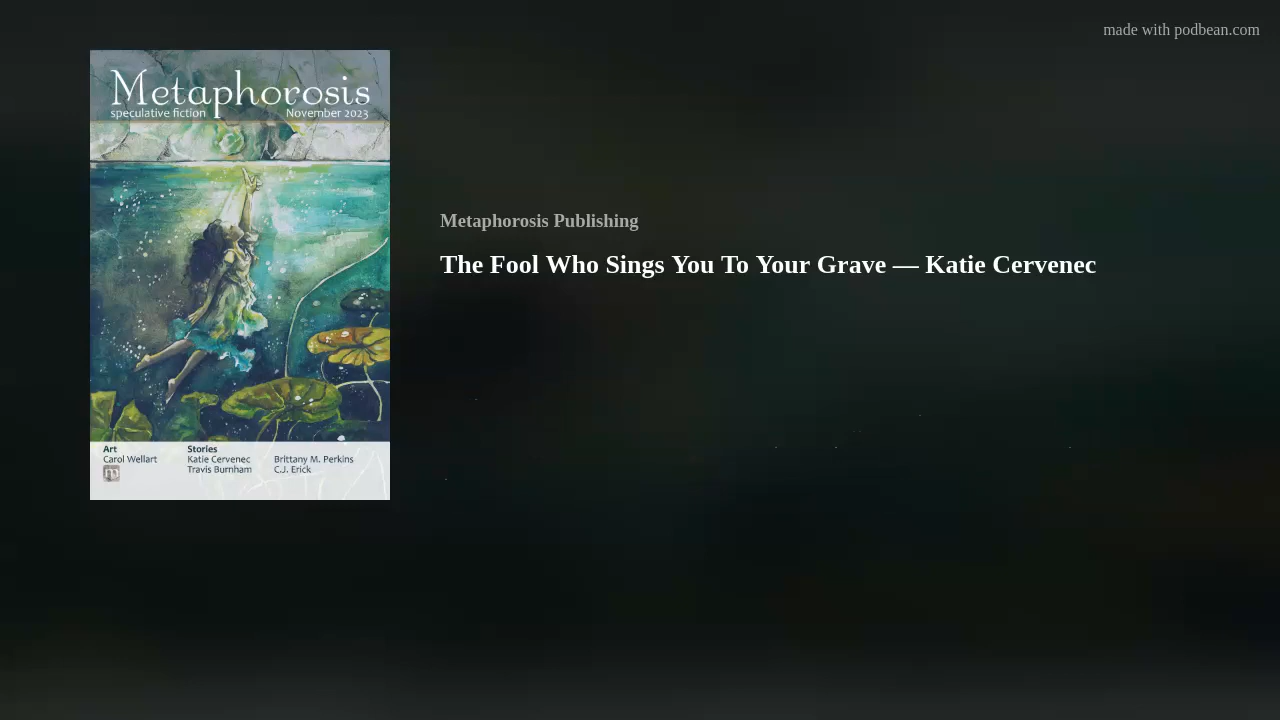 made with podbean.com
Metaphorosis
speculative fiction November 2023
Metaphorosis Publishing
The Fool Who Sings You To Your Grave — Katie Cervenec
Art Stories
Carol Wellart Katie Cervenec Brittany M. Perkins
Travis Burnham C.J. Erick
m